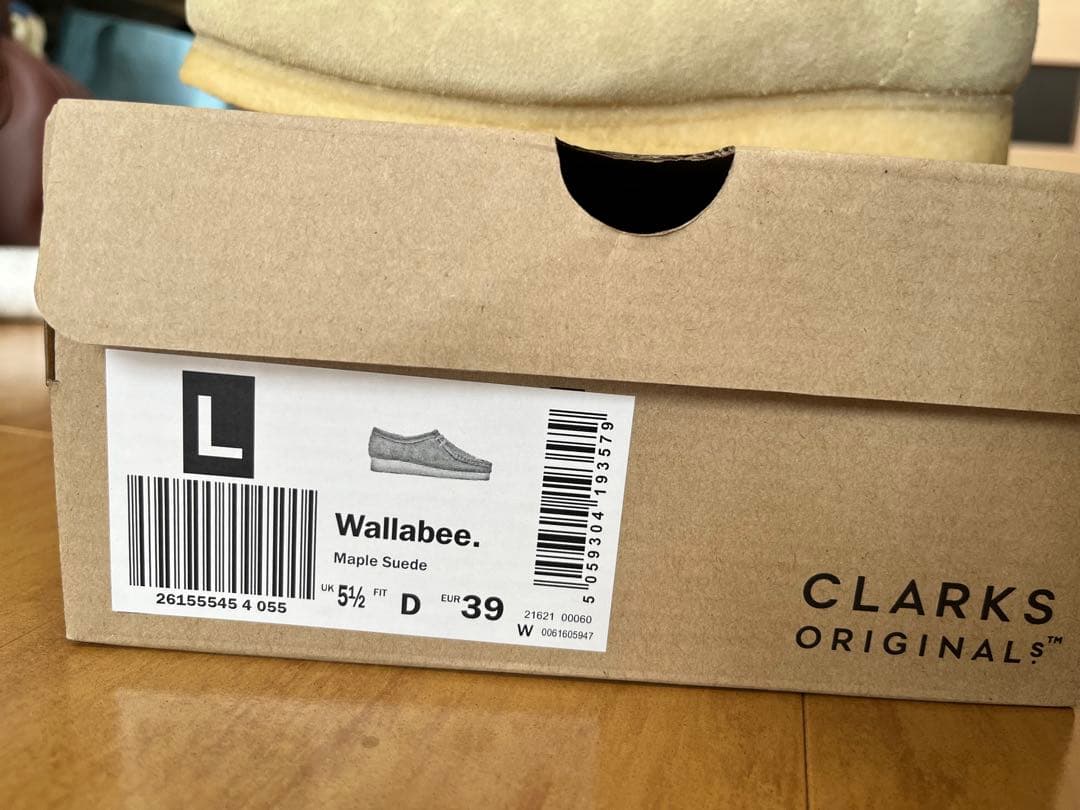 L
26155545 4 055
Wallabee.
Maple Suede
UK 5½ FIT D EUR 39
21621 00060
W 0061605947
5 059304 193579
CLARKS
ORIGINALS™